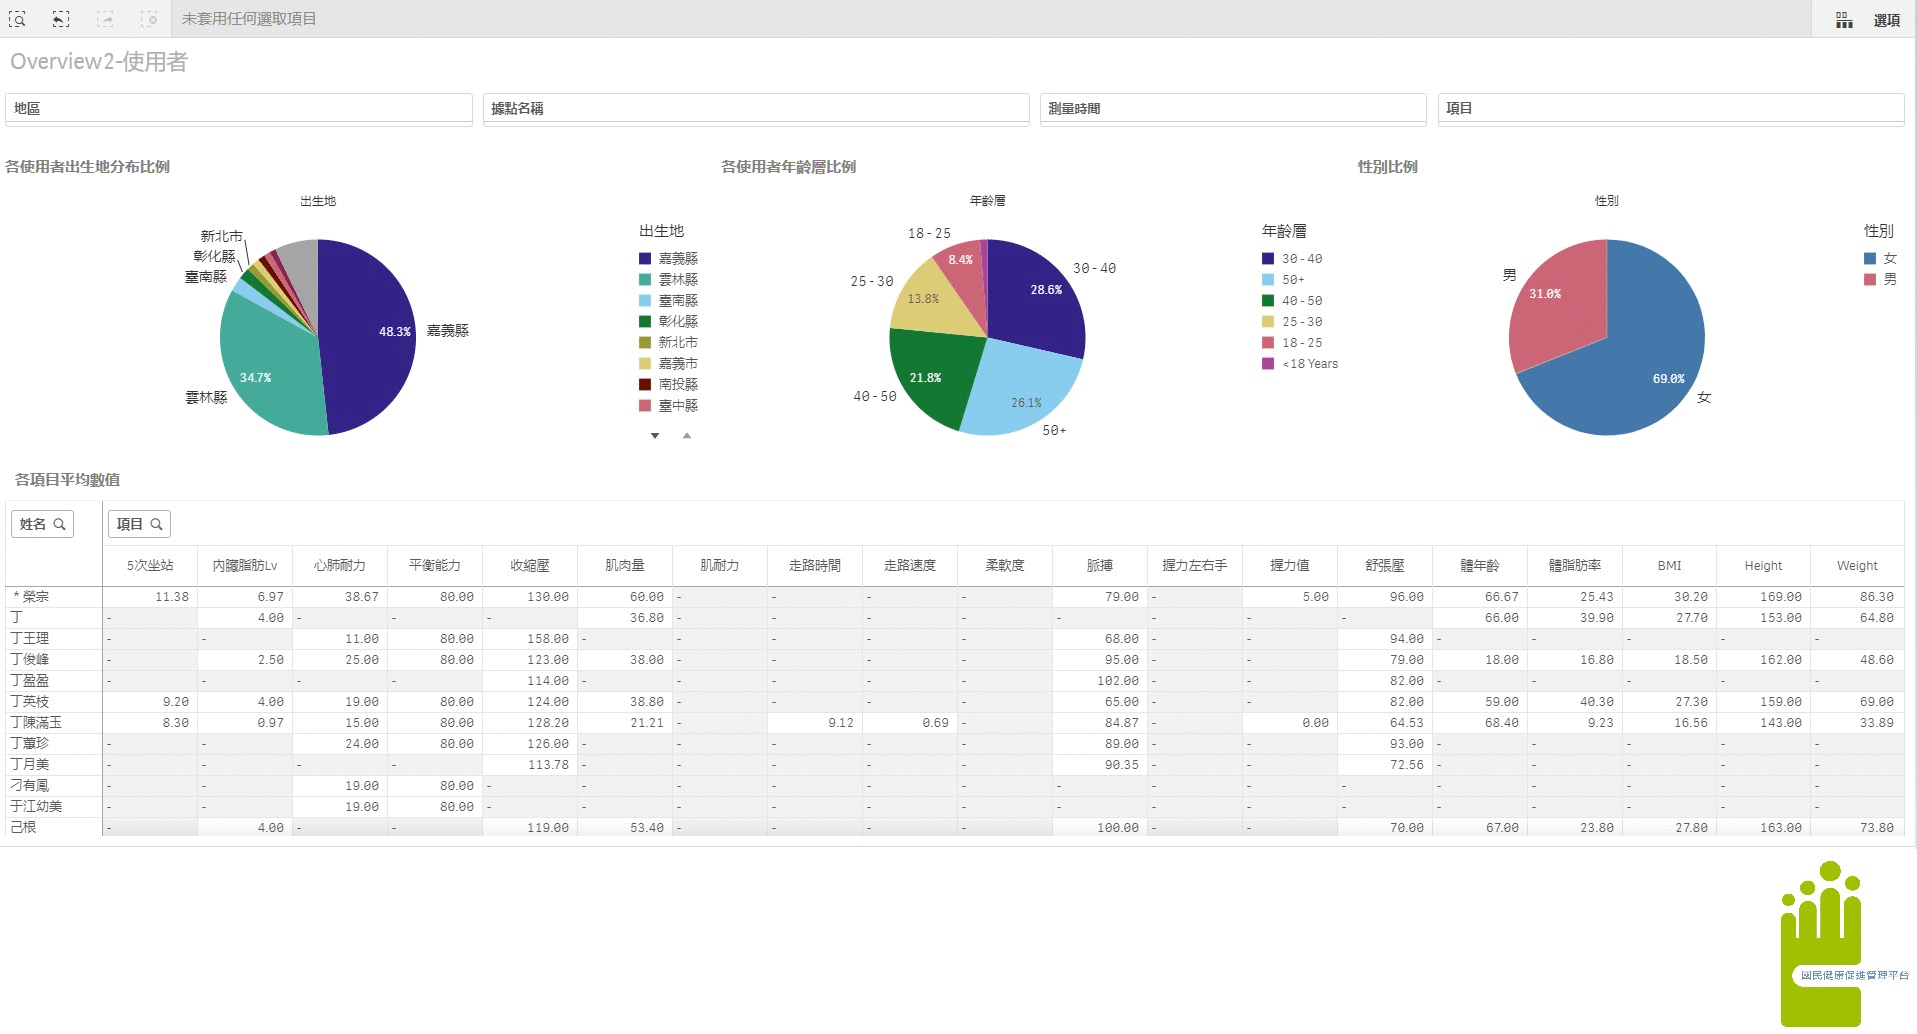 未套用任何選取項目
選項
Overview2-使用者
地區 據點名稱 測量時間 項目
各使用者出生地分布比例
出生地
新北市
彰化縣
臺南縣
48.3% 嘉義縣
34.7%
雲林縣
出生地
嘉義縣
雲林縣
臺南縣
彰化縣
新北市
嘉義市
南投縣
臺中縣
各使用者年齡層比例
年齡層
18-25
8.4%
30-40
28.6%
25-30
13.8%
21.8%
40-50
26.1%
50+
年齡層
30-40
50+
40-50
25-30
18-25
<18 Years
性別比例
性別
男
31.0%
69.0%
女
性別
女
男
各項目平均數值
姓名 項目
5次坐站 內臟脂肪Lv 心肺耐力 平衡能力 收縮壓 肌肉量 肌耐力 走路時間 走路速度 柔軟度 脈搏 握力左右手 握力值 舒張壓 體年齡 體脂肪率 BMI Height Weight
* 榮宗 11.38 6.97 38.67 80.00 130.00 60.00 - - - - 79.00 - 5.00 96.00 66.67 25.43 30.20 169.00 86.30
丁 - 4.00 - - - 36.80 - - - - - - - - 66.00 39.90 27.70 153.00 64.80
丁王理 - - 11.00 80.00 158.00 - - - - - 68.00 - - 94.00 - - - - -
丁俊峰 - 2.50 25.00 80.00 123.00 38.00 - - - - 95.00 - - 79.00 18.00 16.80 18.50 162.00 48.60
丁盈盈 - - - - 114.00 - - - - - 102.00 - - 82.00 - - - - -
丁英枝 9.20 4.00 19.00 80.00 124.00 38.80 - - - - 65.00 - - 82.00 59.00 40.30 27.30 159.00 69.00
丁陳滿玉 8.30 0.97 15.00 80.00 128.20 21.21 - 9.12 0.69 - 84.87 - 0.00 64.53 68.40 9.23 16.56 143.00 33.89
丁蕙珍 - - 24.00 80.00 126.00 - - - - - 89.00 - - 93.00 - - - - -
丁月美 - - - - 113.78 - - - - - 90.35 - - 72.56 - - - - -
刁有鳳 - - 19.00 80.00 - - - - - - - - - - - - - - -
于江幼美 - - 19.00 80.00 - - - - - - - - - - - - - - -
己根 - 4.00 - - 119.00 53.40 - - - - 100.00 - - 70.00 67.00 23.80 27.80 163.00 73.80
國民健康促進管理平台